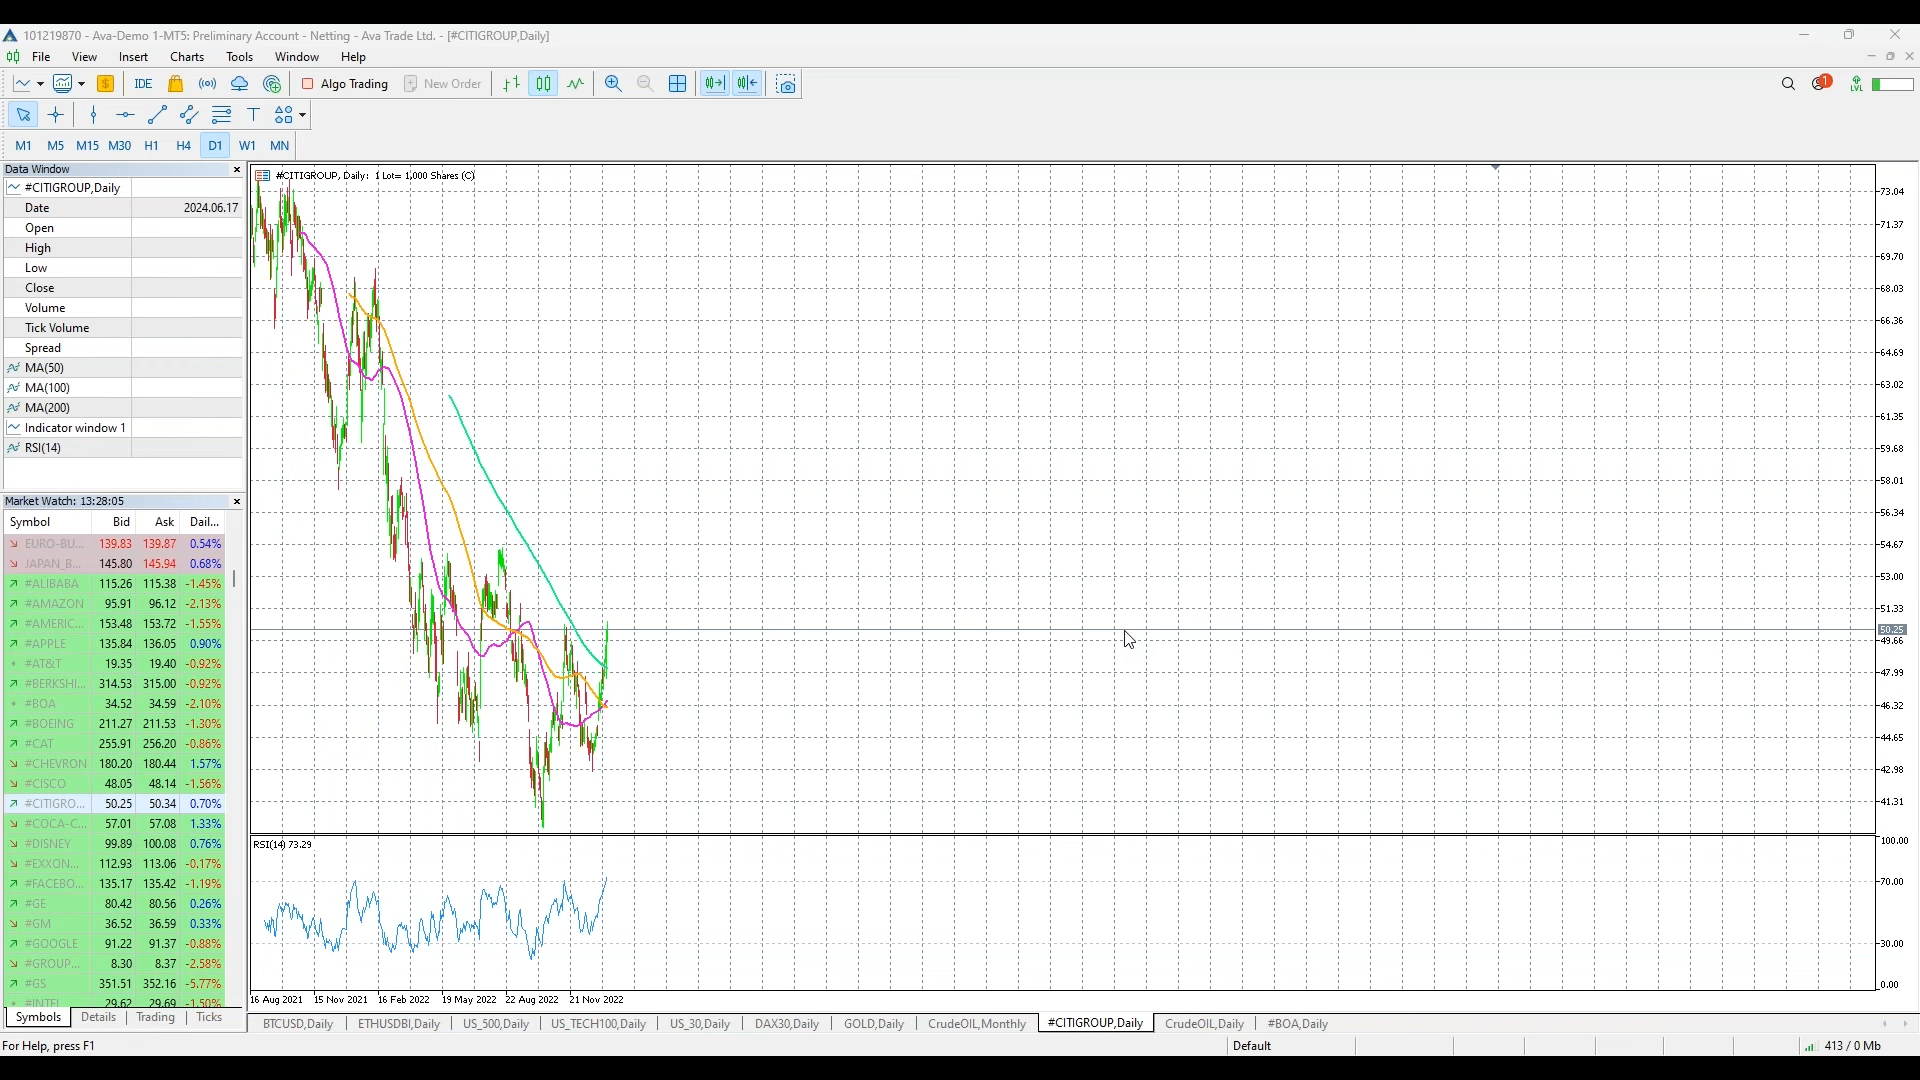 101219870 - Ava-Demo 1-MT5: Preliminary Account - Netting - Ava Trade Ltd. - [#CITIGROUP,Daily]
File View Insert Charts Tools Window Help
IDE Algo Trading New Order 1 LVL
M1 M5 M15 M30 H1 H4 D1 W1 MN
Data Window
#CITIGROUP,Daily
Date 2024.06.17
Open
High
Low
Close
Volume
Tick Volume
Spread
MA(50)
MA(100)
MA(200)
Indicator window 1
RSI(14)
Market Watch: 13:28:05
Symbol Bid Ask Dail...
EURO-BU... 139.83 139.87 0.54%
JAPAN_B... 145.80 145.94 0.68%
#ALIBABA 115.26 115.38 -1.45%
#AMAZON 95.91 96.12 -2.13%
#AMERIC... 153.48 153.72 -1.55%
#APPLE 135.84 136.05 0.90%
#AT&T 19.35 19.40 -0.92%
#BERKSHI... 314.53 315.00 -0.92%
#BOA 34.52 34.59 -2.10%
#BOEING 211.27 211.53 -1.30%
#CAT 255.91 256.20 -0.86%
#CHEVRON 180.20 180.44 1.57%
#CISCO 48.05 48.14 -1.56%
#CITIGRO... 50.25 50.34 0.70%
#COCA-C... 57.01 57.08 1.33%
#DISNEY 99.89 100.08 0.76%
#EXXON... 112.93 113.06 -0.17%
#FACEBO... 135.17 135.42 -1.19%
#GE 80.42 80.56 0.26%
#GM 36.52 36.59 0.33%
#GOOGLE 91.22 91.37 -0.88%
#GROUP... 8.30 8.37 -2.58%
#GS 351.51 352.16 -5.77%
#INTEL 29.62 29.69 -1.50%
Symbols Details Trading Ticks
#CITIGROUP, Daily: 1 Lot= 1,000 Shares (C)
73.04
71.37
69.70
68.03
66.36
64.69
63.02
61.35
59.68
58.01
56.34
54.67
53.00
51.33
50.25
49.66
47.99
46.32
44.65
42.98
41.31
RSI(14) 73.29
100.00
70.00
30.00
0.00
16 Aug 2021 15 Nov 2021 16 Feb 2022 19 May 2022 22 Aug 2022 21 Nov 2022
BTCUSD,Daily ETHUSDBI,Daily US_500,Daily US_TECH100,Daily US_30,Daily DAX30,Daily GOLD,Daily CrudeOIL,Monthly #CITIGROUP,Daily CrudeOIL,Daily #BOA,Daily
For Help, press F1 Default 413 / 0 Mb